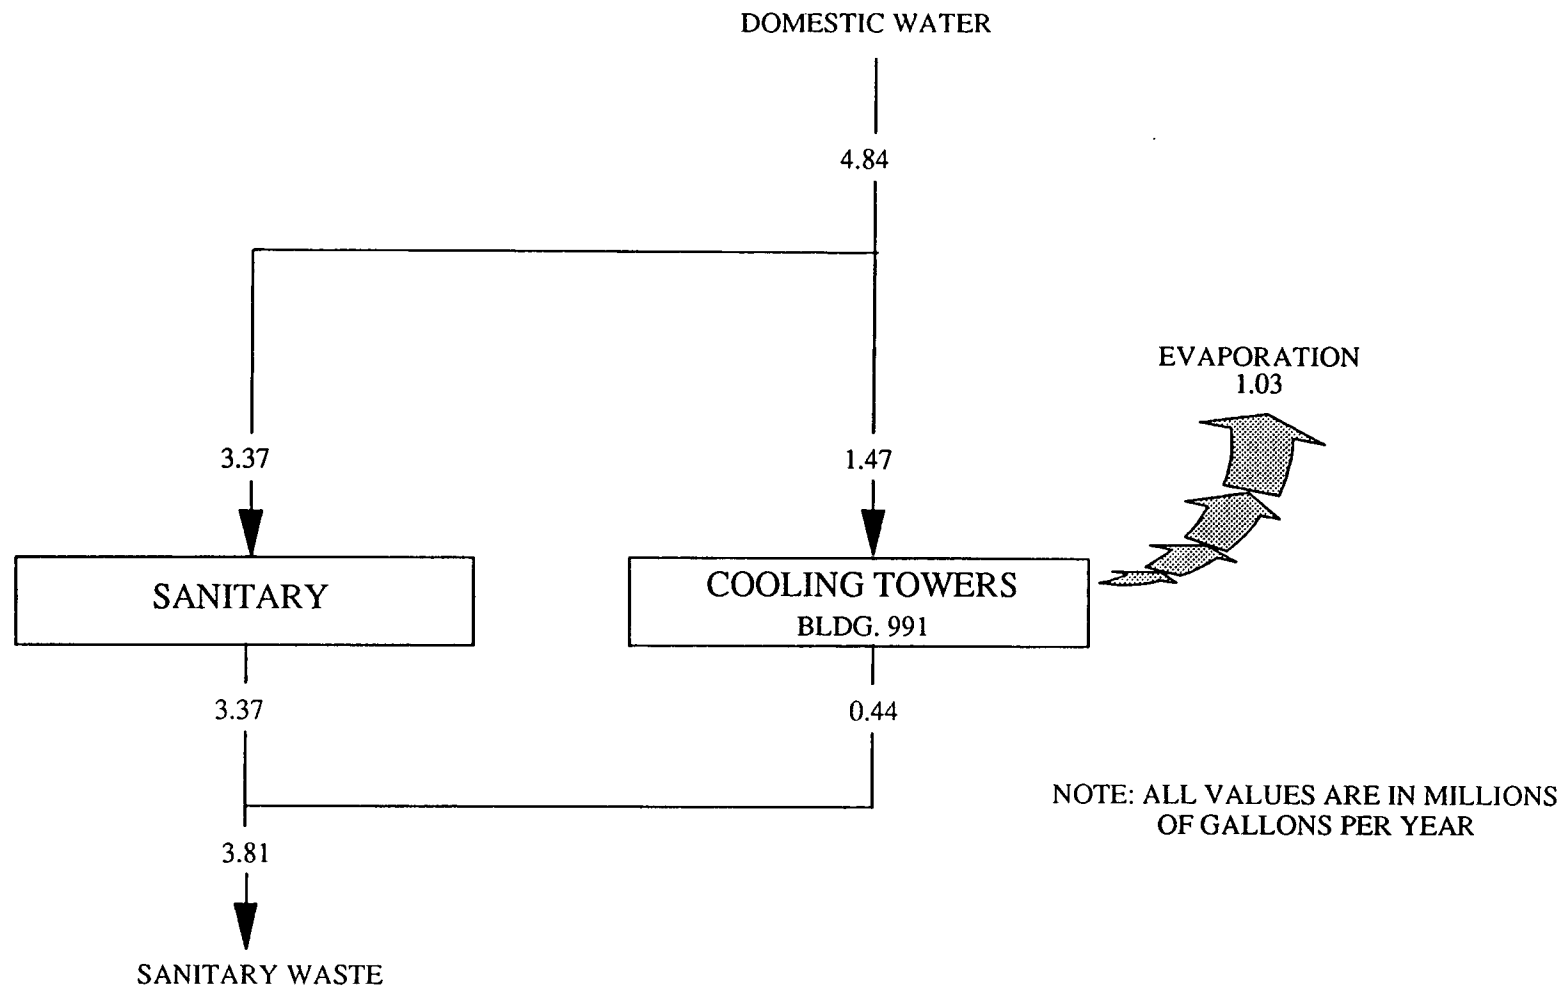 DOMESTIC WATER
4.84
EVAPORATION
1.03
3.37
1.47
SANITARY
COOLING TOWERS
BLDG. 991
3.37
0.44
NOTE: ALL VALUES ARE IN MILLIONS
OF GALLONS PER YEAR
3.81
SANITARY WASTE